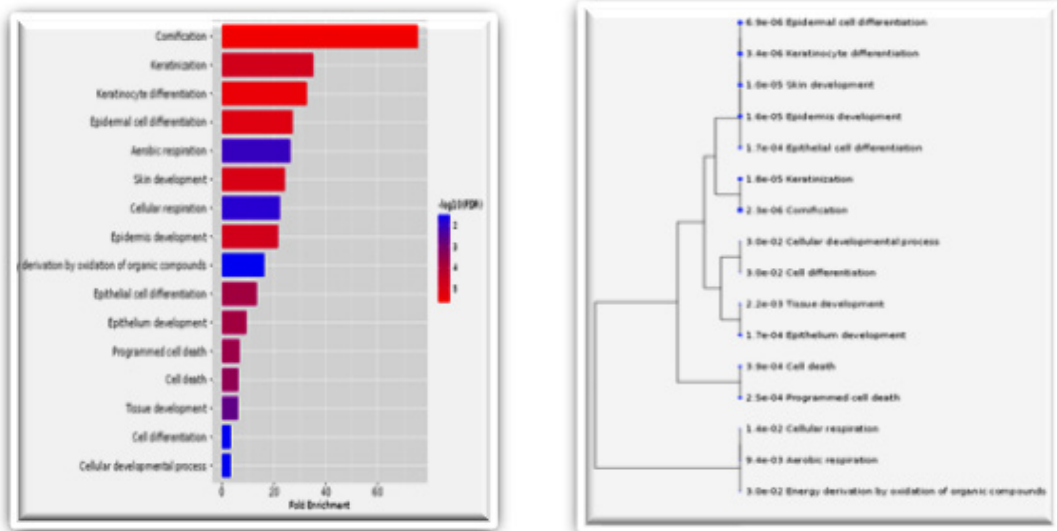 Cornification
Keratinization
Keratinocyte differentiation
Epidermal cell differentiation
Aerobic respiration
Skin development
Cellular respiration
Epidermis development
derivation by oxidation of organic compounds
Epithelial cell differentiation
Epithelium development
Programmed cell death
Cell death
Tissue development
Cell differentiation
Cellular developmental process
0 20 40 60
Fold Enrichment
-log10(FDR)
2
3
4
5
6.9e-06 Epidermal cell differentiation
3.4e-06 Keratinocyte differentiation
1.0e-05 Skin development
1.6e-05 Epidermis development
1.7e-04 Epithelial cell differentiation
1.8e-05 Keratinization
2.3e-06 Cornification
3.0e-02 Cellular developmental process
3.0e-02 Cell differentiation
2.2e-03 Tissue development
1.7e-04 Epithelium development
3.9e-04 Cell death
2.5e-04 Programmed cell death
1.4e-02 Cellular respiration
9.4e-03 Aerobic respiration
3.0e-02 Energy derivation by oxidation of organic compounds